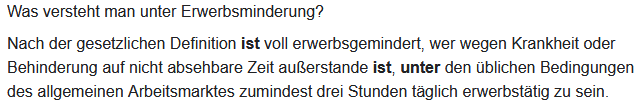 Was versteht man unter Erwerbsminderung?
Nach der gesetzlichen Definition ist voll erwerbsgemindert, wer wegen Krankheit oder
Behinderung auf nicht absehbare Zeit außerstande ist, unter den üblichen Bedingungen
des allgemeinen Arbeitsmarktes zumindest drei Stunden täglich erwerbstätig zu sein.